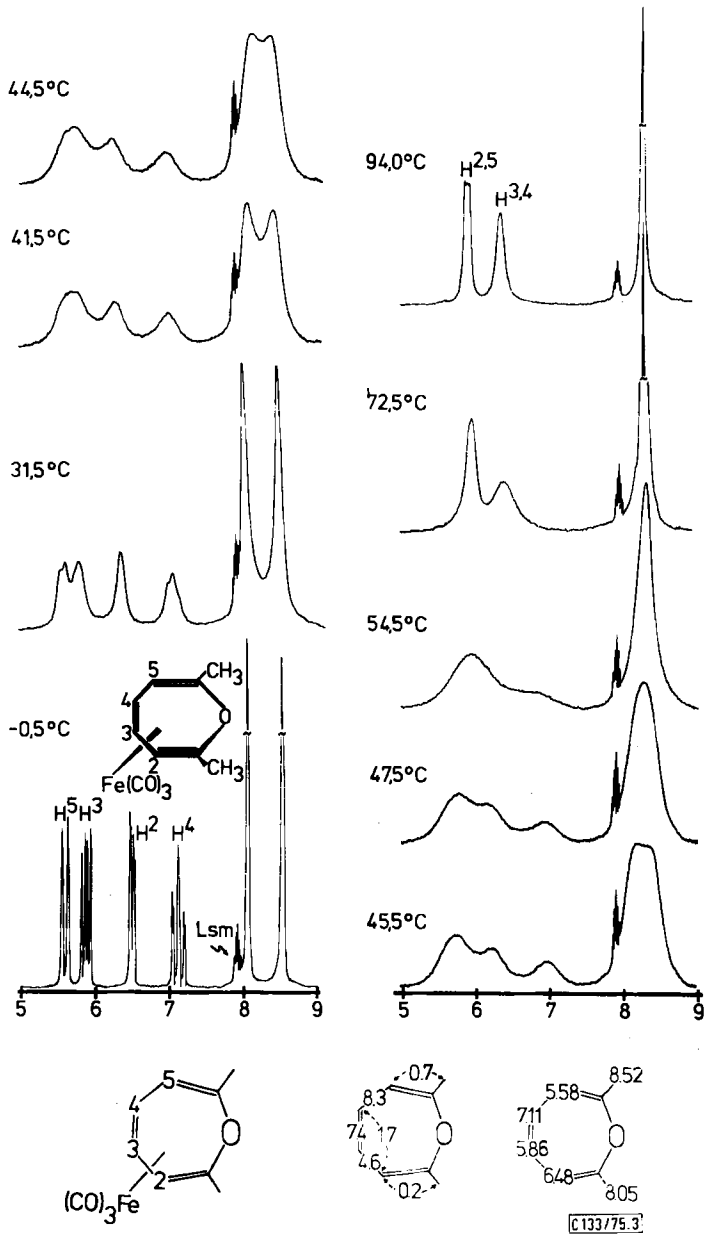 44,5°C
41,5°C
31,5°C
-0,5°C
5
4
3
2
CH3
O
CH3
Fe(CO)3
H5 H3
H2
H4
Lsm
5 6 7 8 9
94,0°C
H2,5
H3,4
72,5°C
54,5°C
47,5°C
45,5°C
5 6 7 8 9
5
4
3
2
O
(CO)3Fe
0.7
8.3
7.4
1.7
4.6
O
0.2
8.52
5.58
7.11
5.86
6.48
O
8.05
C133/75.3